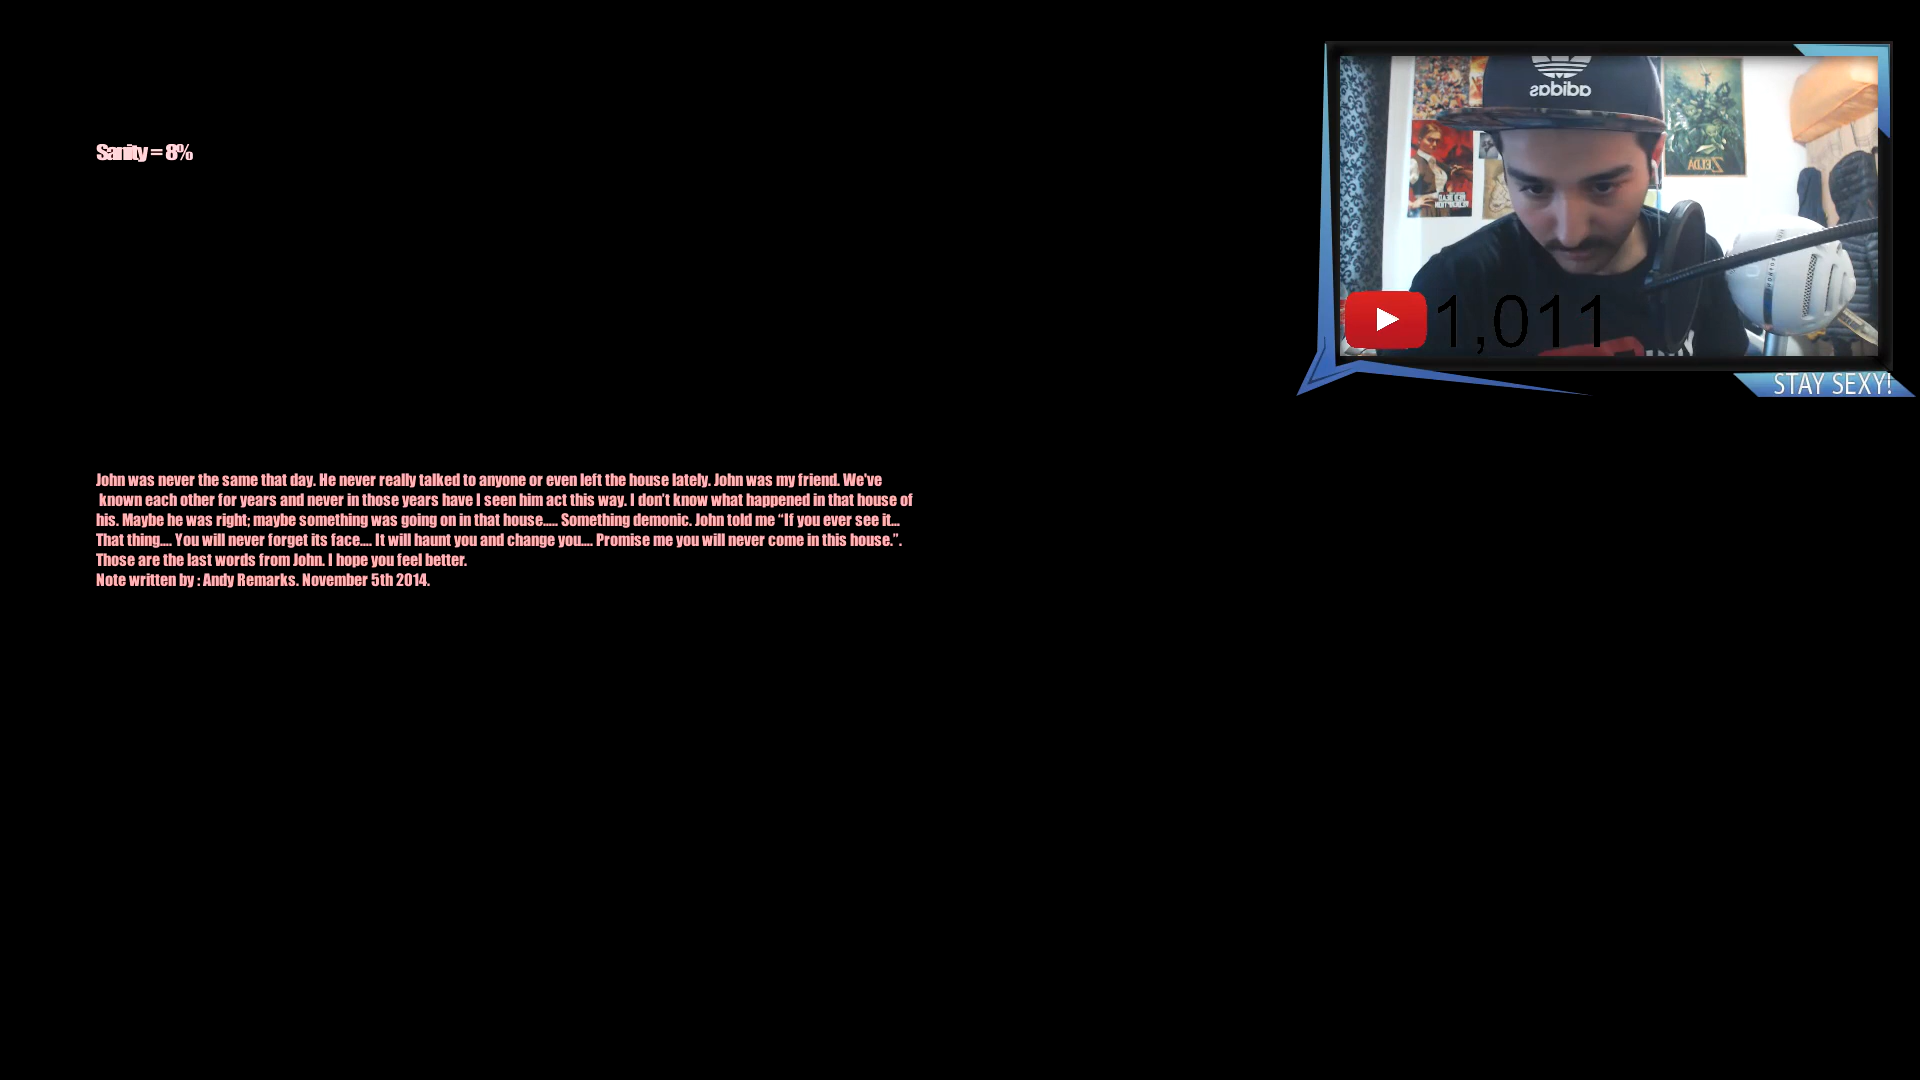 Sanity = 8%
adidas
ZELDA
RED DEAD
REDEMPTION
1,011
STAY SEXY!
John was never the same that day. He never really talked to anyone or even left the house lately. John was my friend. We've
known each other for years and never in those years have I seen him act this way. I don't know what happened in that house of
his. Maybe he was right; maybe something was going on in that house..... Something demonic. John told me “If you ever see it...
That thing.... You will never forget its face.... It will haunt you and change you.... Promise me you will never come in this house.”.
Those are the last words from John. I hope you feel better.
Note written by : Andy Remarks. November 5th 2014.